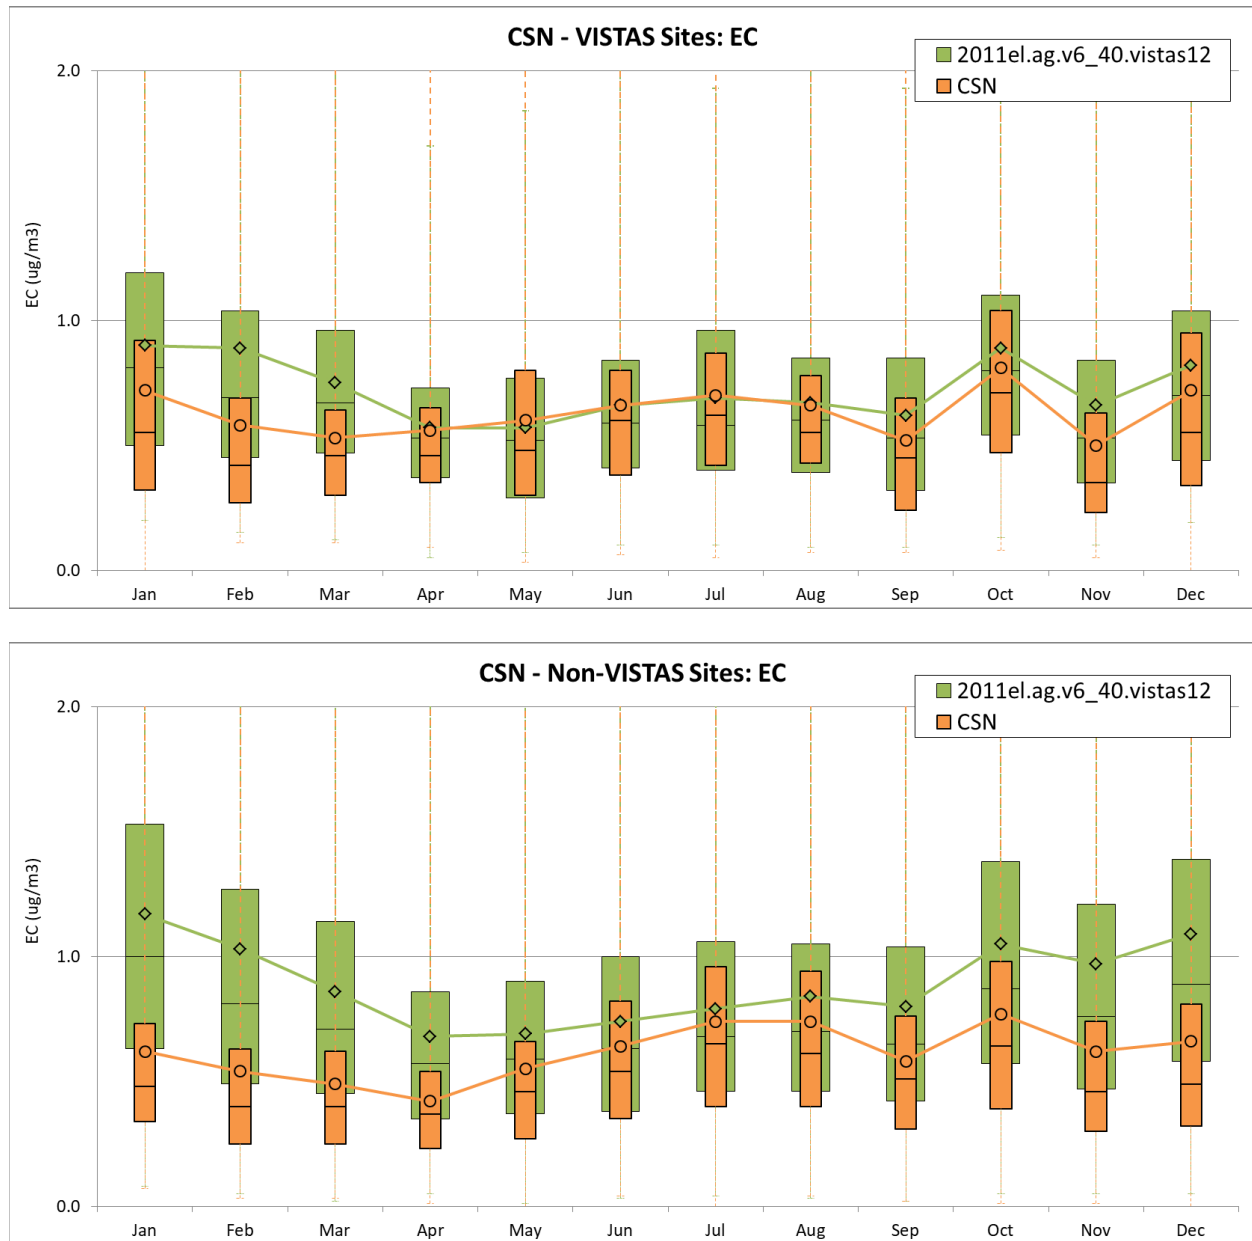 CSN - VISTAS Sites: EC
2011el.ag.v6_40.vistas12
CSN
2.0
1.0
0.0
EC (ug/m3)
Jan Feb Mar Apr May Jun Jul Aug Sep Oct Nov Dec
CSN - Non-VISTAS Sites: EC
2011el.ag.v6_40.vistas12
CSN
2.0
1.0
0.0
EC (ug/m3)
Jan Feb Mar Apr May Jun Jul Aug Sep Oct Nov Dec